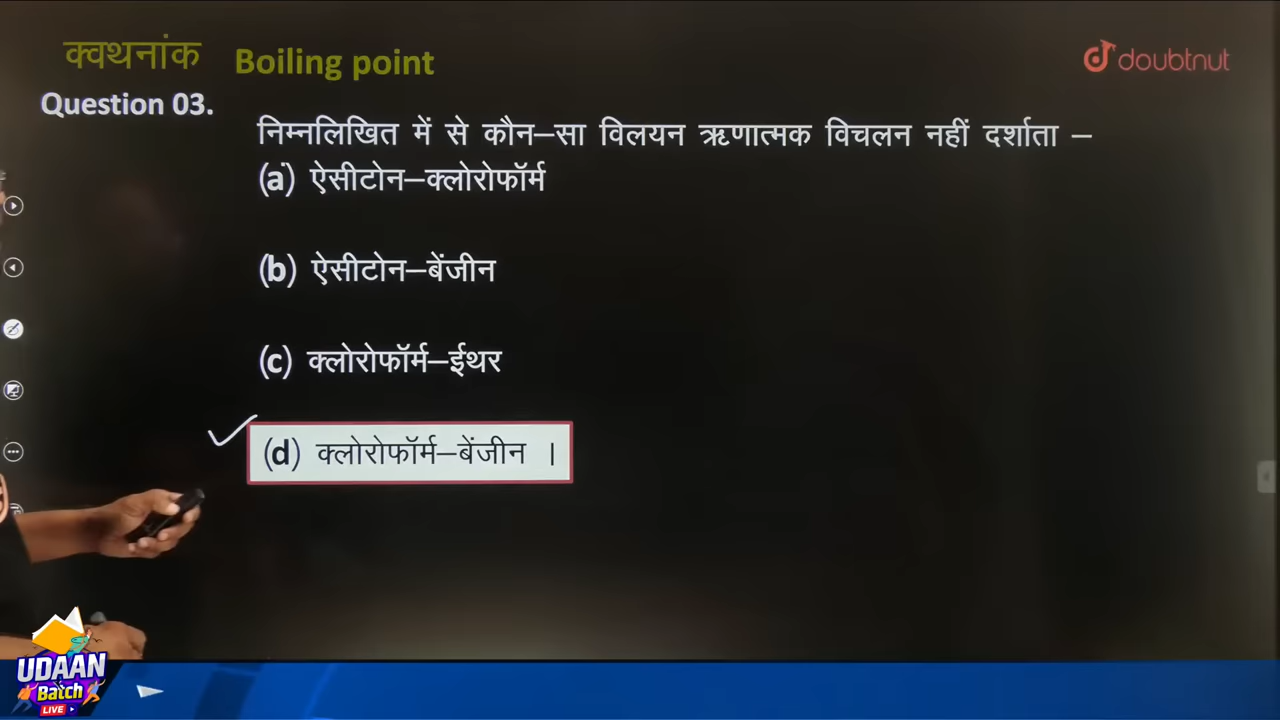 क्वथनांक Boiling point
doubtnut
Question 03.
निम्नलिखित में से कौन–सा विलयन ऋणात्मक विचलन नहीं दर्शाता –
(a) ऐसीटोन–क्लोरोफॉर्म
(b) ऐसीटोन–बेंजीन
(c) क्लोरोफॉर्म–ईथर
(d) क्लोरोफॉर्म–बेंजीन ।
UDAAN
Batch
LIVE